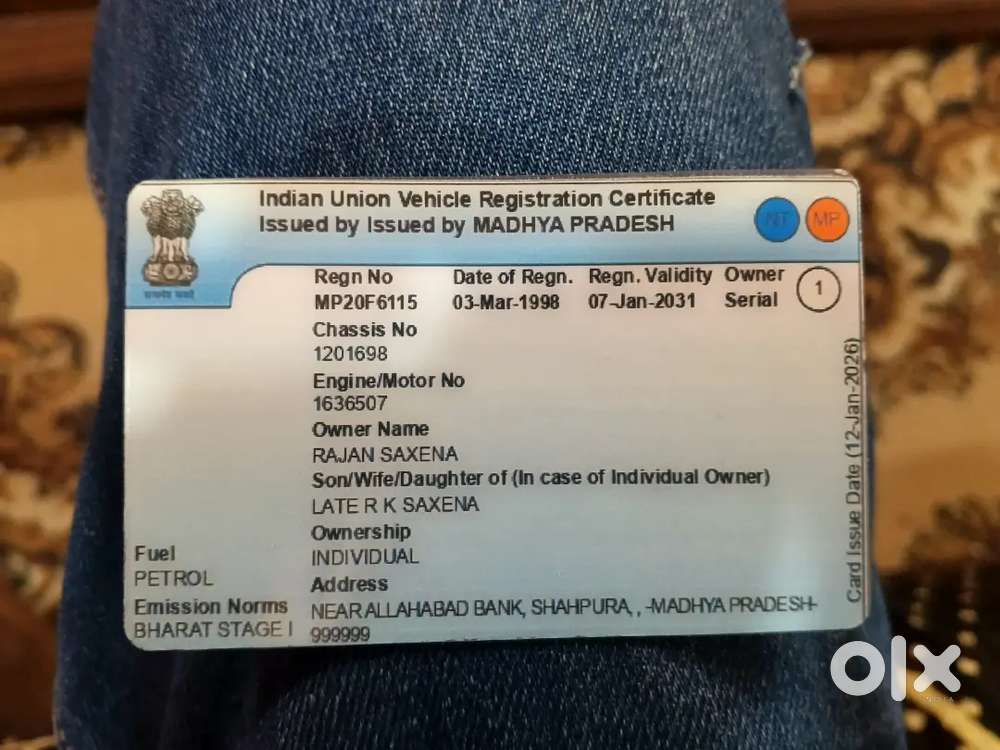 Indian Union Vehicle Registration Certificate
Issued by Issued by MADHYA PRADESH
NT MP
सत्यमेव जयते
Regn No Date of Regn. Regn. Validity Owner Serial 1
MP20F6115 03-Mar-1998 07-Jan-2031
Chassis No
1201698
Engine/Motor No
1636507
Owner Name
RAJAN SAXENA
Son/Wife/Daughter of (In case of Individual Owner)
LATE R K SAXENA
Ownership
INDIVIDUAL
Fuel
PETROL
Address
NEAR ALLAHABAD BANK, SHAHPURA, , -MADHYA PRADESH-
999999
Emission Norms
BHARAT STAGE I
Card Issue Date (12-Jan-2026)
olx